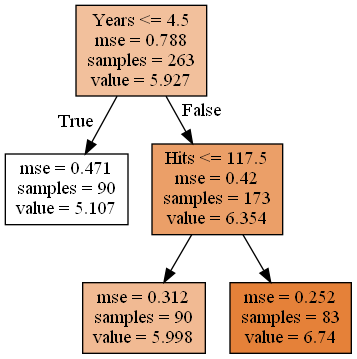 Years <= 4.5
mse = 0.788
samples = 263
value = 5.927
True
False
mse = 0.471
samples = 90
value = 5.107
Hits <= 117.5
mse = 0.42
samples = 173
value = 6.354
mse = 0.312
samples = 90
value = 5.998
mse = 0.252
samples = 83
value = 6.74